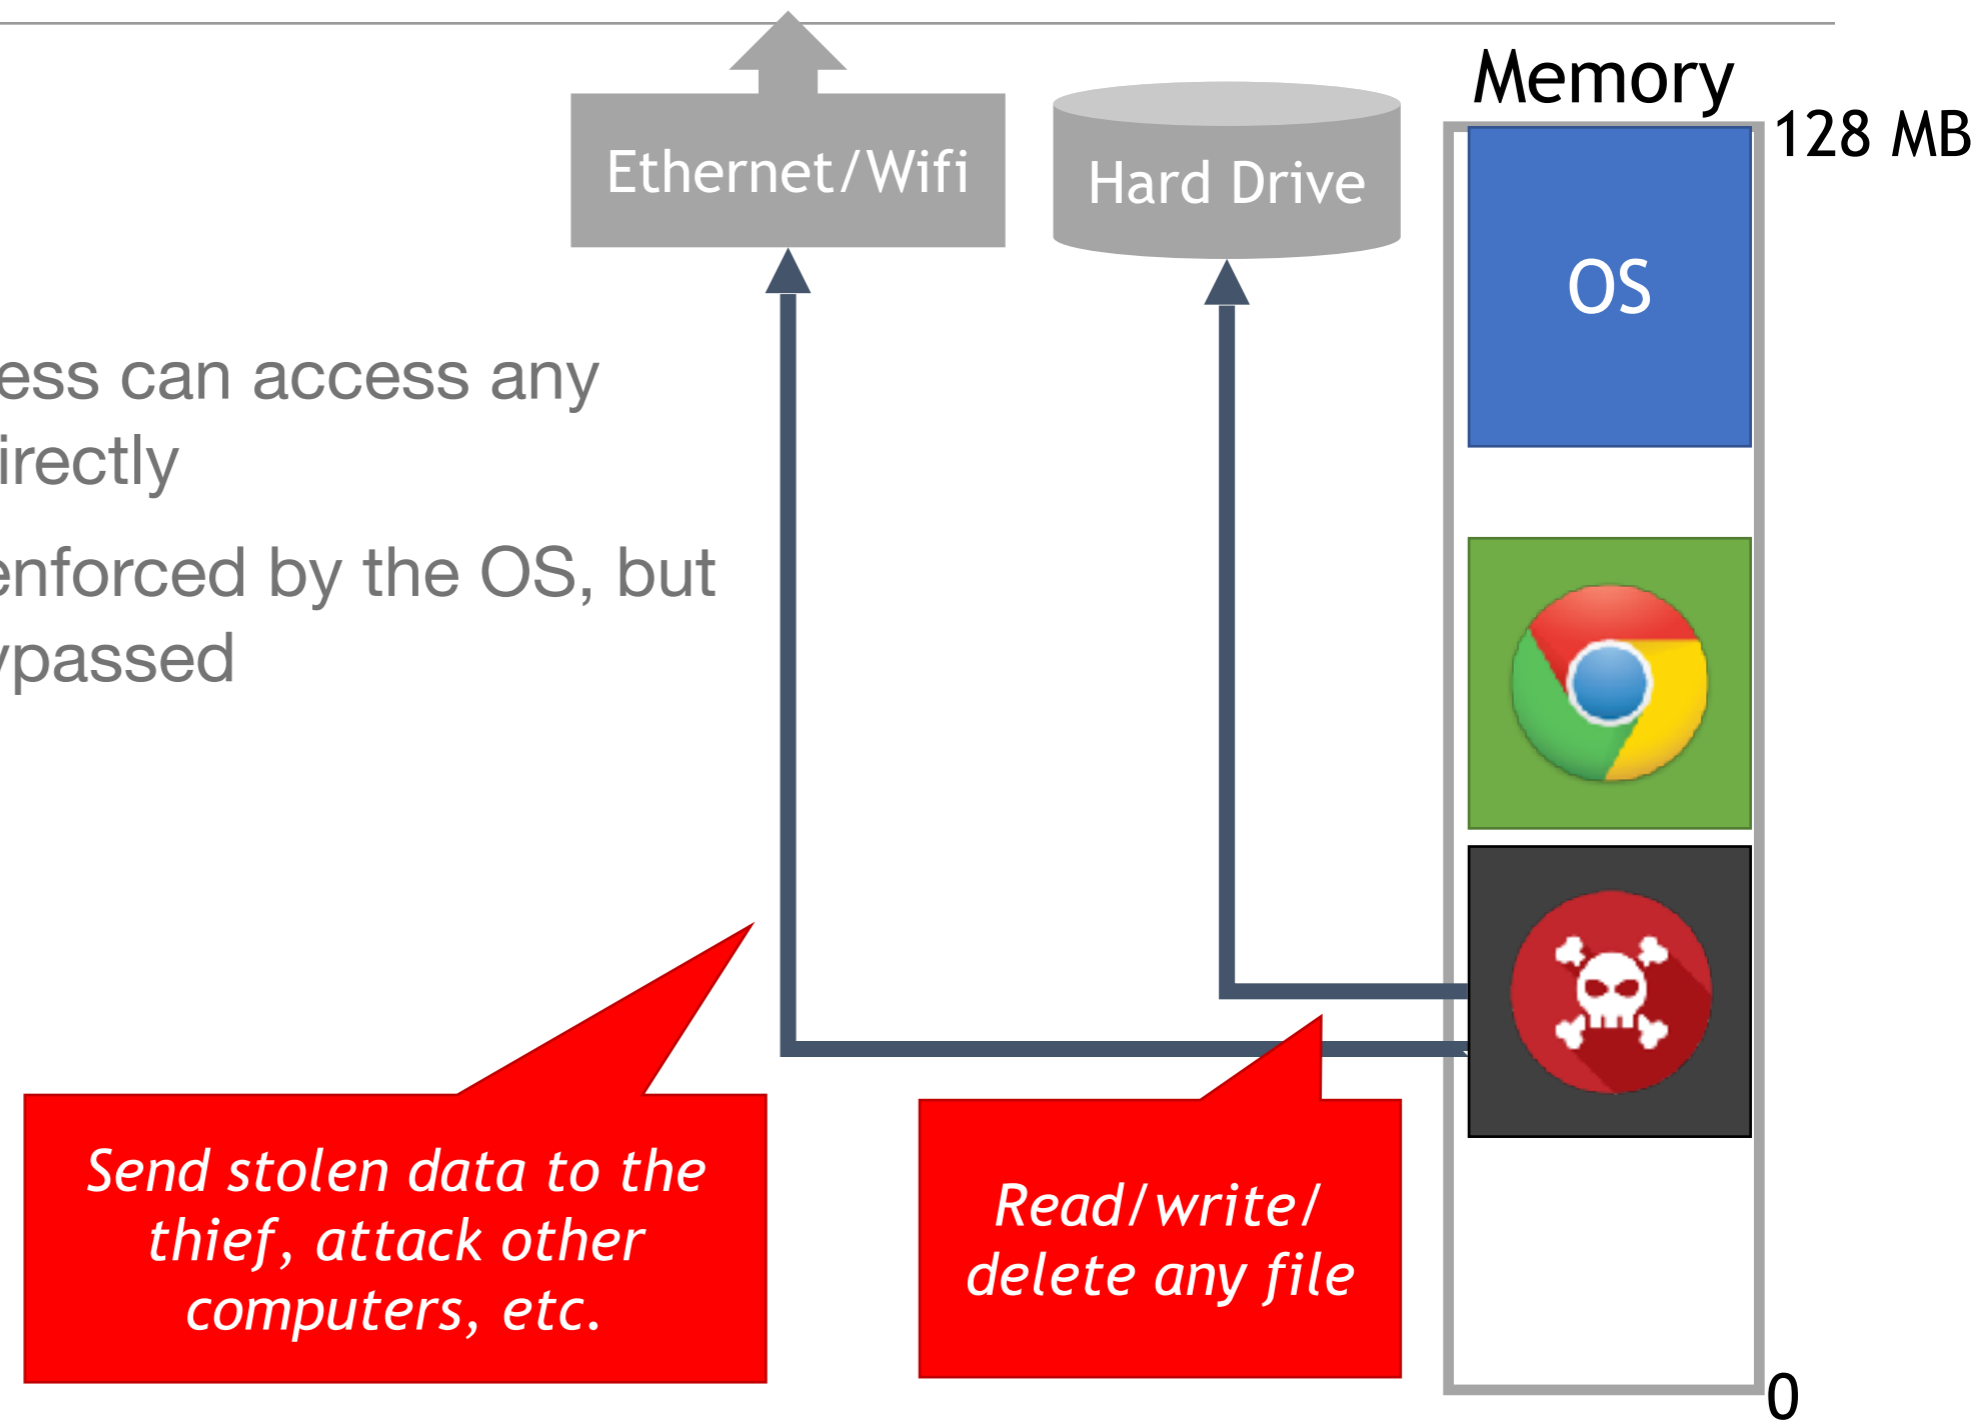 Memory
128 MB
Ethernet/Wifi
Hard Drive
OS
ess can access any
irectly
enforced by the OS, but
ypassed
Send stolen data to the
thief, attack other
computers, etc.
Read/write/
delete any file
0